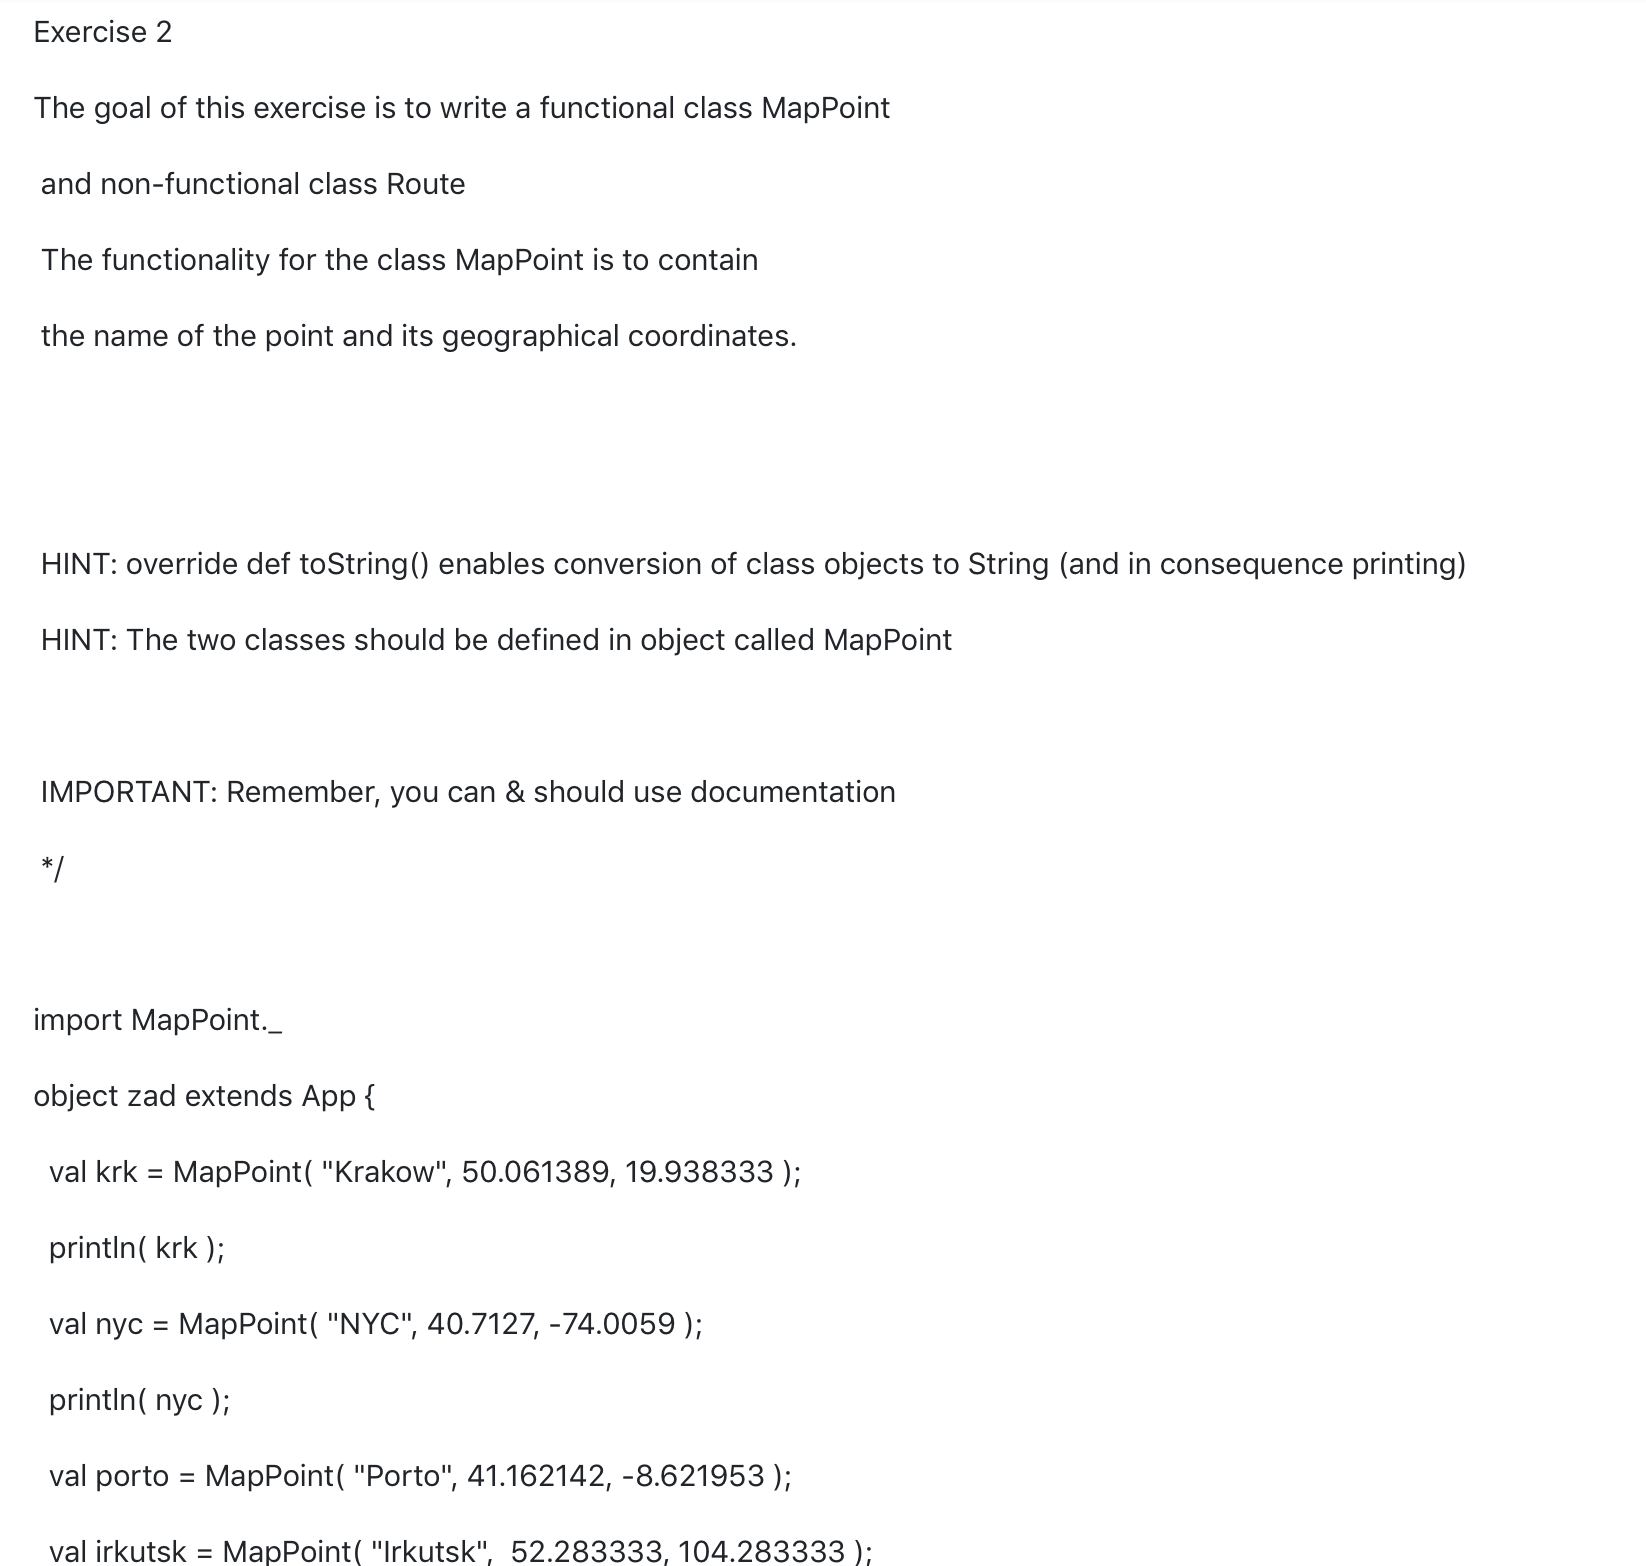 Exercise 2
The goal of this exercise is to write a functional class MapPoint
and non-functional class Route
The functionality for the class MapPoint is to contain
the name of the point and its geographical coordinates.
HINT: override def toString() enables conversion of class objects to String (and in consequence printing)
HINT: The two classes should be defined in object called MapPoint
IMPORTANT: Remember, you can & should use documentation
*/
import MapPoint._
object zad extends App {
val krk = MapPoint( "Krakow", 50.061389, 19.938333 );
println( krk );
val nyc = MapPoint( "NYC", 40.7127, -74.0059 );
println( nyc );
val porto = MapPoint( "Porto", 41.162142, -8.621953 );
val irkutsk = MapPoint( "Irkutsk",  52.283333, 104.283333 );